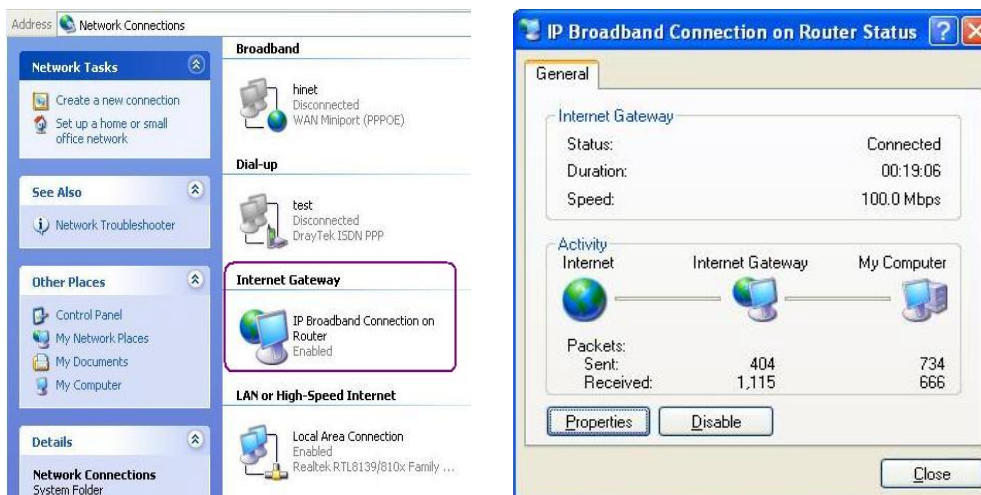 Address Network Connections
Network Tasks
Create a new connection
Set up a home or small
office network
See Also
Network Troubleshooter
Other Places
Control Panel
My Network Places
My Documents
My Computer
Details
Network Connections
System Folder
Broadband
hinet
Disconnected
WAN Miniport (PPPOE)
Dial-up
test
Disconnected
DrayTek ISDN PPP
Internet Gateway
IP Broadband Connection on
Router
Enabled
LAN or High-Speed Internet
Local Area Connection
Enabled
Realtek RTL8139/810x Family ...
IP Broadband Connection on Router Status
General
Internet Gateway
Status: Connected
Duration: 00:19:06
Speed: 100.0 Mbps
Activity
Internet Internet Gateway My Computer
Packets:
Sent: 404 734
Received: 1,115 666
Properties Disable
Close